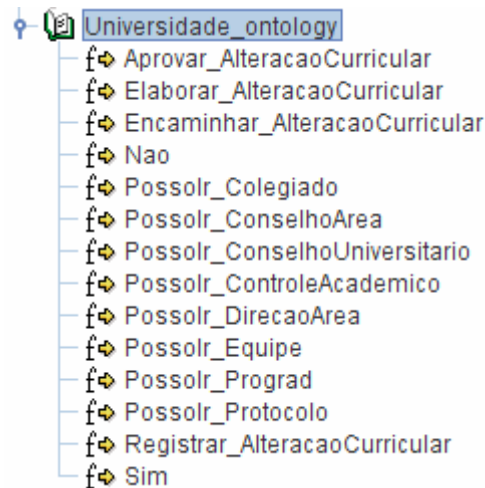 Universidade_ontology
Aprovar_AlteracaoCurricular
Elaborar_AlteracaoCurricular
Encaminhar_AlteracaoCurricular
Nao
PossoIr_Colegiado
PossoIr_ConselhoArea
PossoIr_ConselhoUniversitario
PossoIr_ControleAcademico
PossoIr_DirecaoArea
PossoIr_Equipe
PossoIr_Prograd
PossoIr_Protocolo
Registrar_AlteracaoCurricular
Sim